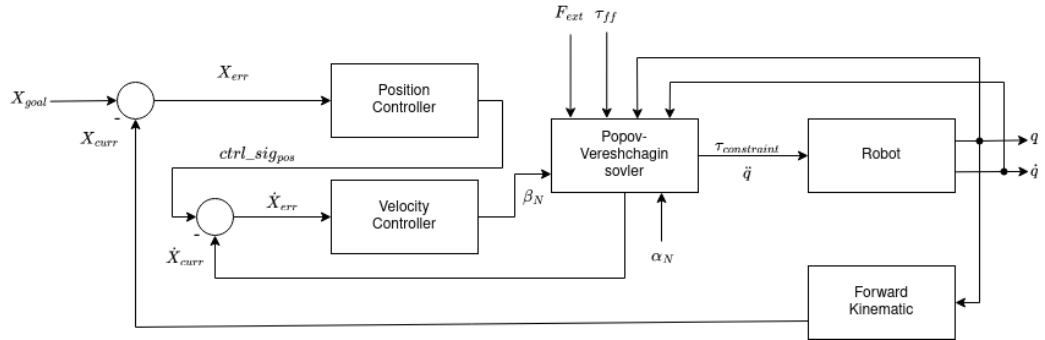 F_ext τ_ff
X_goal
-
X_err
Position
Controller
X_curr
ctrl_sig_pos
Popov-
Vereshchagin
sovler
τ_constraint
q̈
Robot
q
q̇
-
Ẋ_err
Velocity
Controller
β_N
Ẋ_curr
α_N
Forward
Kinematic